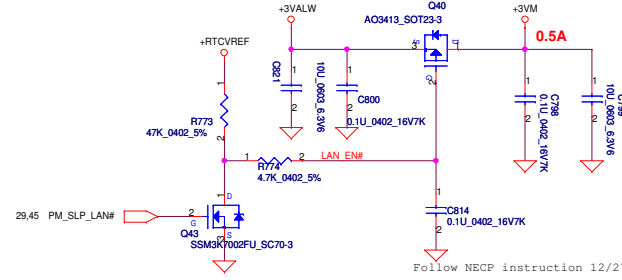 +3VALW
Q40
AO3413_SOT23-3
+3VM
0.5A
S
D
3
1
G
2
+RTCVREF
1
R773
47K_0402_5%
2
C821
10U_0603_6.3V6
1
2
1
C800
2
0.1U_0402_16V7K
1
C798
0.1U_0402_16V7K
2
1
10U_0603_6.3V6
2
1
R774
2
4.7K_0402_5%
LAN_EN#
1
C814
0.1U_0402_16V7K
2
29,45 PM_SLP_LAN#
2
G
1
D
S
3
Q43
SSM3K7002FU_SC70-3
Follow NECP instruction 12/2